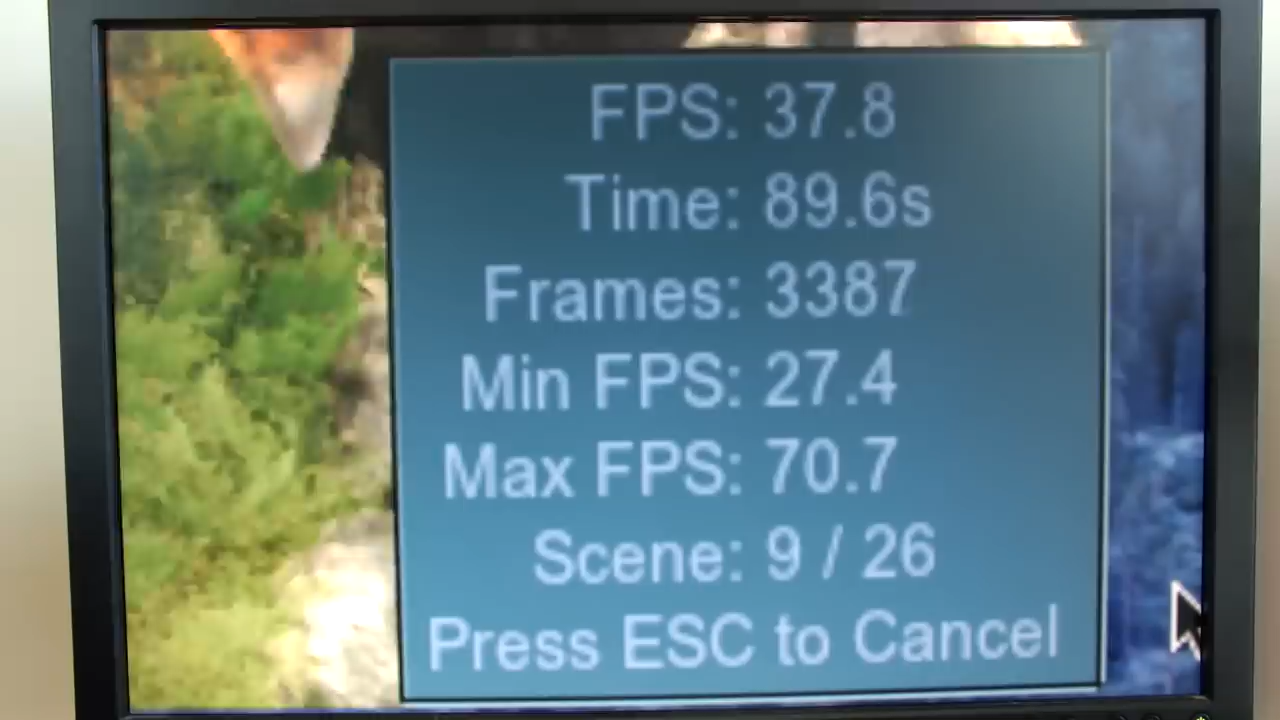 FPS: 37.8
Time: 89.6s
Frames: 3387
Min FPS: 27.4
Max FPS: 70.7
Scene: 9 / 26
Press ESC to Cancel